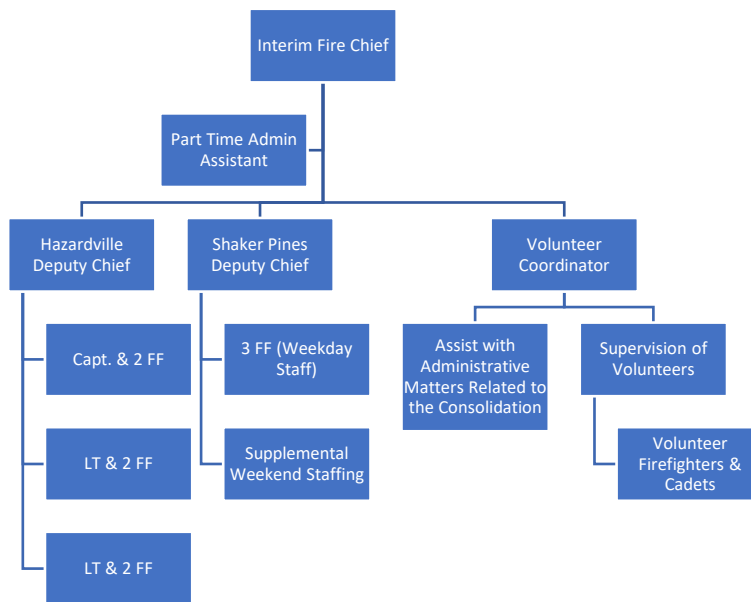 Interim Fire Chief
Part Time Admin
Assistant
Hazardville
Deputy Chief
Shaker Pines
Deputy Chief
Volunteer
Coordinator
Capt. & 2 FF
3 FF (Weekday
Staff)
Assist with
Administrative
Matters Related to
the Consolidation
Supervision of
Volunteers
LT & 2 FF
Supplemental
Weekend Staffing
Volunteer
Firefighters &
Cadets
LT & 2 FF